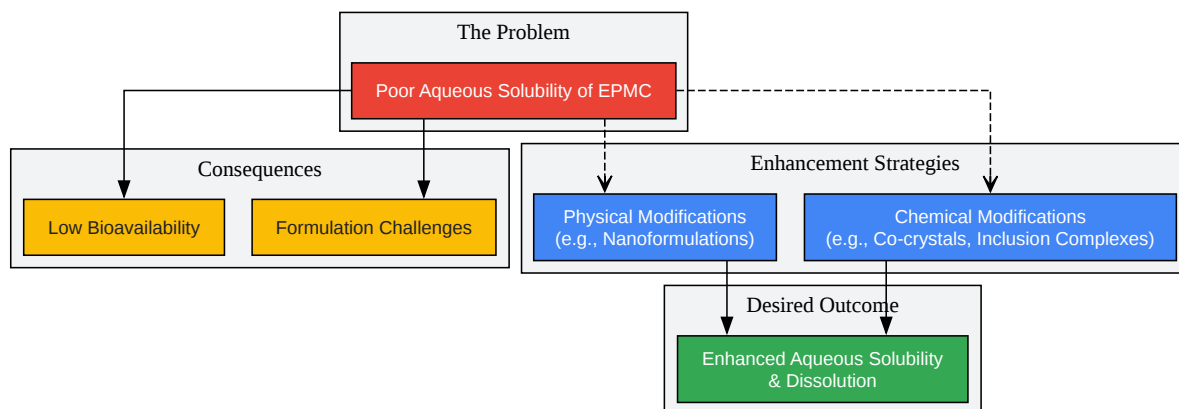 The Problem
Poor Aqueous Solubility of EPMC
Consequences
Low Bioavailability
Formulation Challenges
Enhancement Strategies
Physical Modifications
(e.g., Nanoformulations)
Chemical Modifications
(e.g., Co-crystals, Inclusion Complexes)
Desired Outcome
Enhanced Aqueous Solubility
& Dissolution